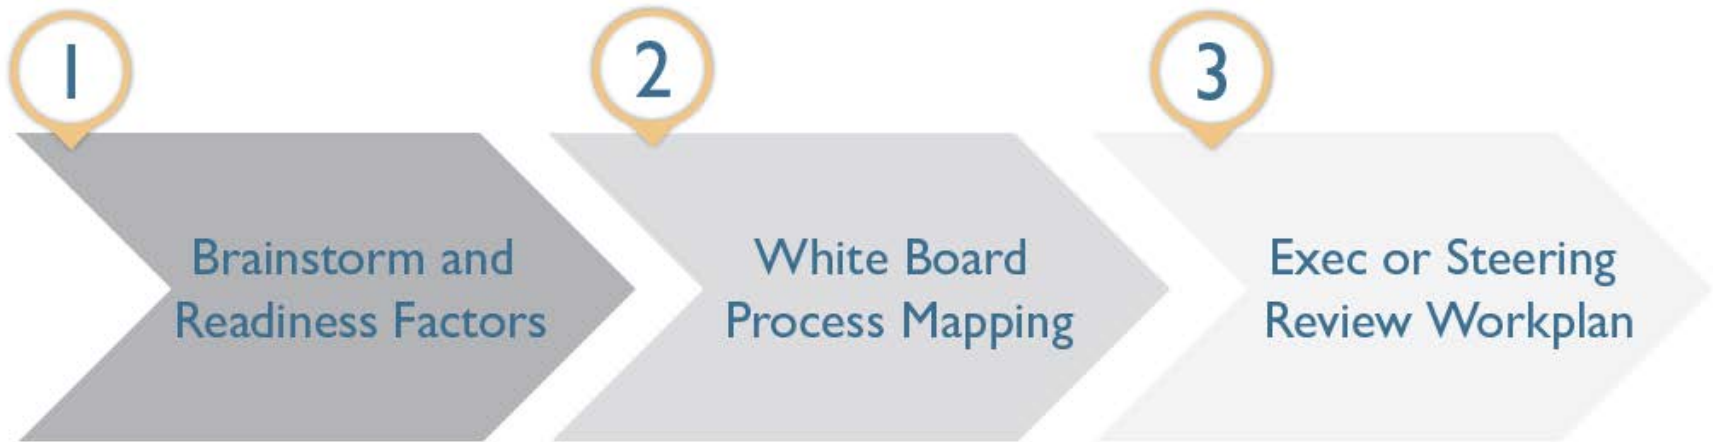 1
Brainstorm and
Readiness Factors
2
White Board
Process Mapping
3
Exec or Steering
Review Workplan